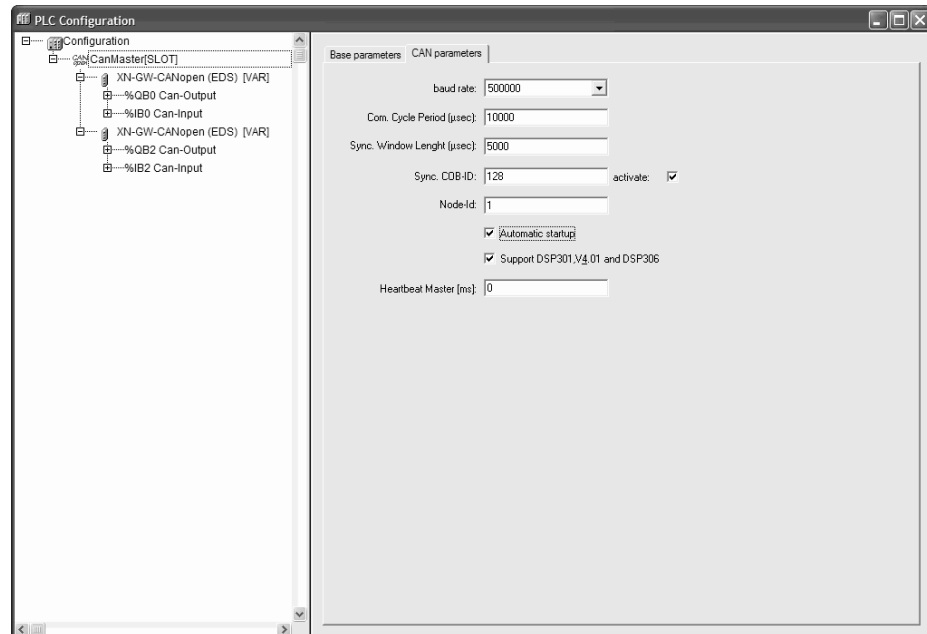 PLC Configuration
Configuration
CanMaster[SLOT]
XN-GW-CANopen (EDS) [VAR]
%QB0 Can-Output
%IB0 Can-Input
XN-GW-CANopen (EDS) [VAR]
%QB2 Can-Output
%IB2 Can-Input
Base parameters CAN parameters
baud rate: 500000
Com. Cycle Period (µsec): 10000
Sync. Window Lenght (µsec): 5000
Sync. COB-ID: 128 activate:
Node-Id: 1
Automatic startup
Support DSP301,V4.01 and DSP306
Heartbeat Master [ms]: 0